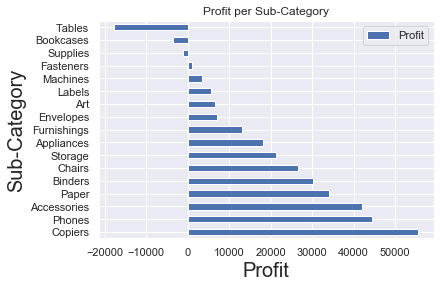 Profit per Sub-Category
Profit
Sub-Category
Tables
Bookcases
Supplies
Fasteners
Machines
Labels
Art
Envelopes
Furnishings
Appliances
Storage
Chairs
Binders
Paper
Accessories
Phones
Copiers
-20000 -10000 0 10000 20000 30000 40000 50000
Profit